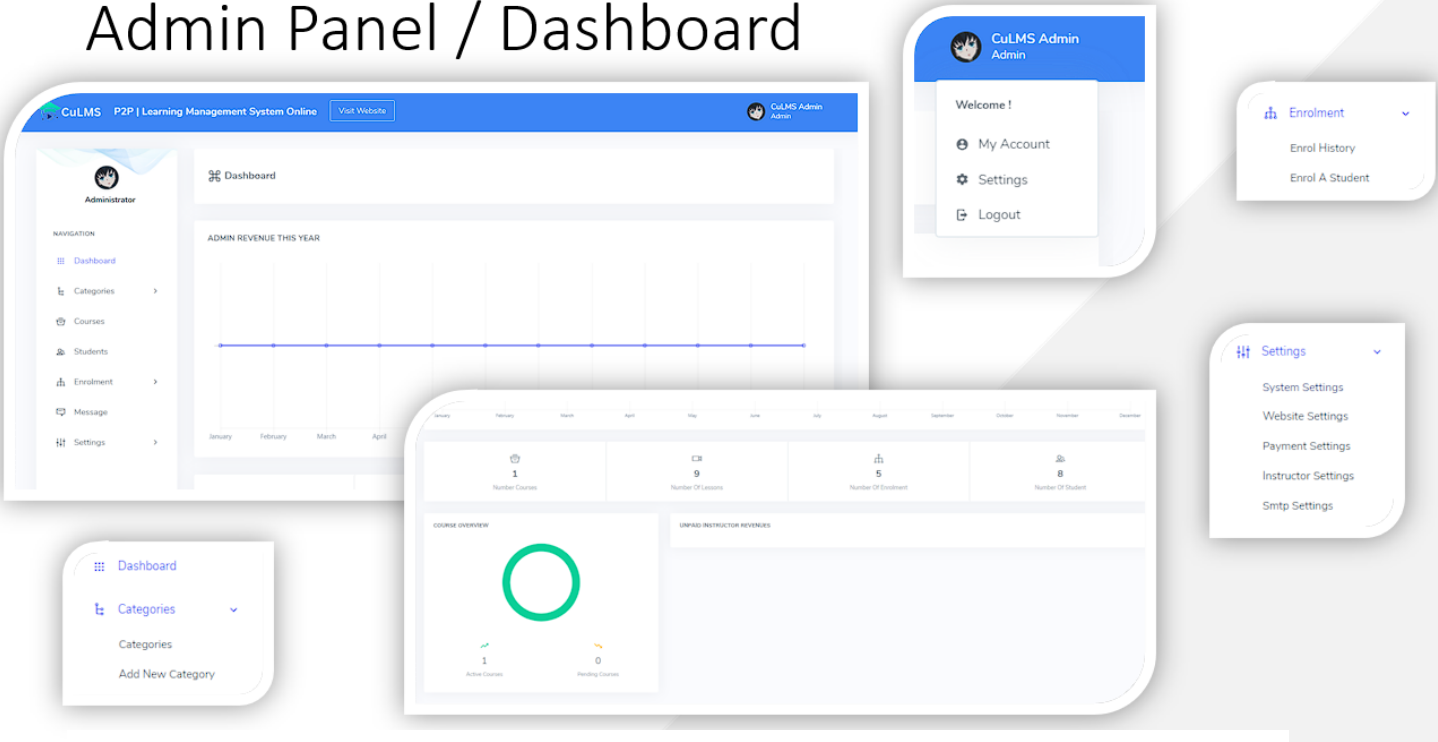 Admin Panel / Dashboard
CuLMS P2P | Learning Management System Online Visit Website
CuLMS Admin
Admin
Administrator
NAVIGATION
Dashboard
Categories
Courses
Students
Enrolment
Message
Settings
Dashboard
ADMIN REVENUE THIS YEAR
January February March April
CuLMS Admin
Admin
Welcome !
My Account
Settings
Logout
Enrolment
Enrol History
Enrol A Student
Settings
System Settings
Website Settings
Payment Settings
Instructor Settings
Smtp Settings
January February March April May June July August September October November December
1 9 5 8
Number Courses Number Of Lessons Number Of Enrolment Number Of Student
COURSE OVERVIEW
UNPAID INSTRUCTOR REVENUES
1 0
Active Courses Pending Courses
Dashboard
Categories
Categories
Add New Category